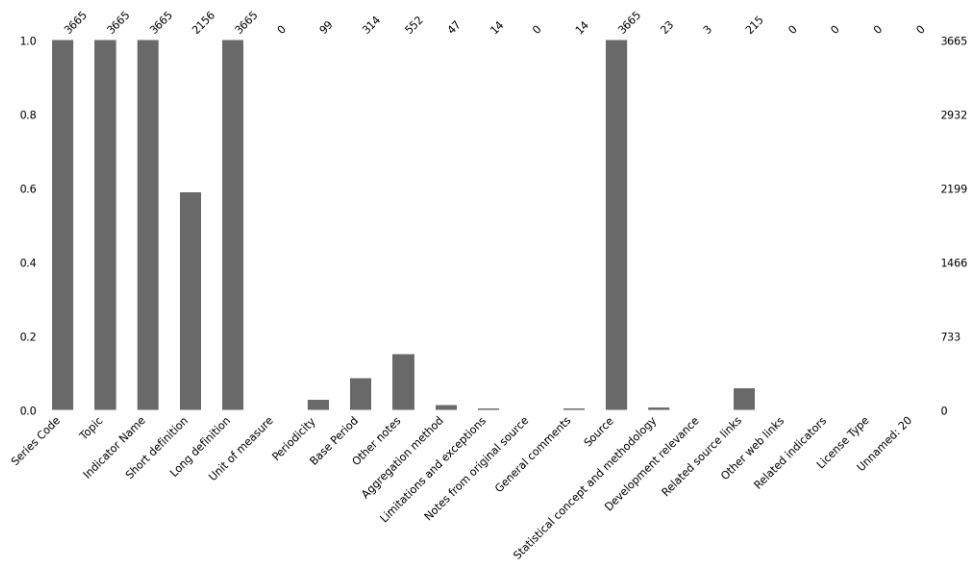 3665 3665 3665 2156 3665 0 99 314 552 47 14 0 14 3665 23 3 215 0 0 0 0
1.0 3665
0.8 2932
0.6 2199
0.4 1466
0.2 733
0.0 0
Series Code
Topic
Indicator Name
Short definition
Long definition
Unit of measure
Periodicity
Base Period
Other notes
Aggregation method
Limitations and exceptions
Notes from original source
General comments
Source
Statistical concept and methodology
Development relevance
Related source links
Other web links
Related indicators
License Type
Unnamed: 20